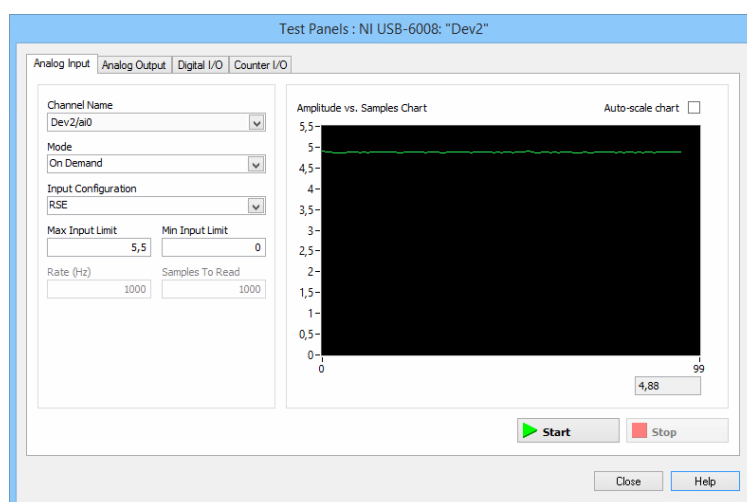 Test Panels : NI USB-6008: "Dev2"
Analog Input Analog Output Digital I/O Counter I/O
Channel Name
Dev2/ai0
Mode
On Demand
Input Configuration
RSE
Max Input Limit Min Input Limit
5,5 0
Rate (Hz) Samples To Read
1000 1000
Amplitude vs. Samples Chart Auto-scale chart
5,5
5
4,5
4
3,5
3
2,5
2
1,5
1
0,5
0
0 99
4,88
Start Stop
Close Help